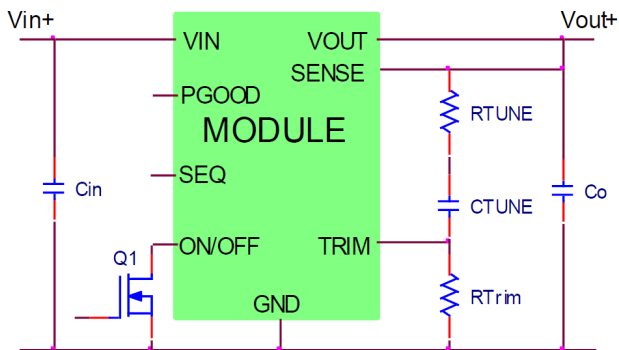 Vin+
Vout+
VIN
VOUT
SENSE
PGOOD
RTUNE
MODULE
SEQ
Cin
CTUNE
Co
Q1
ON/OFF
TRIM
RTrim
GND